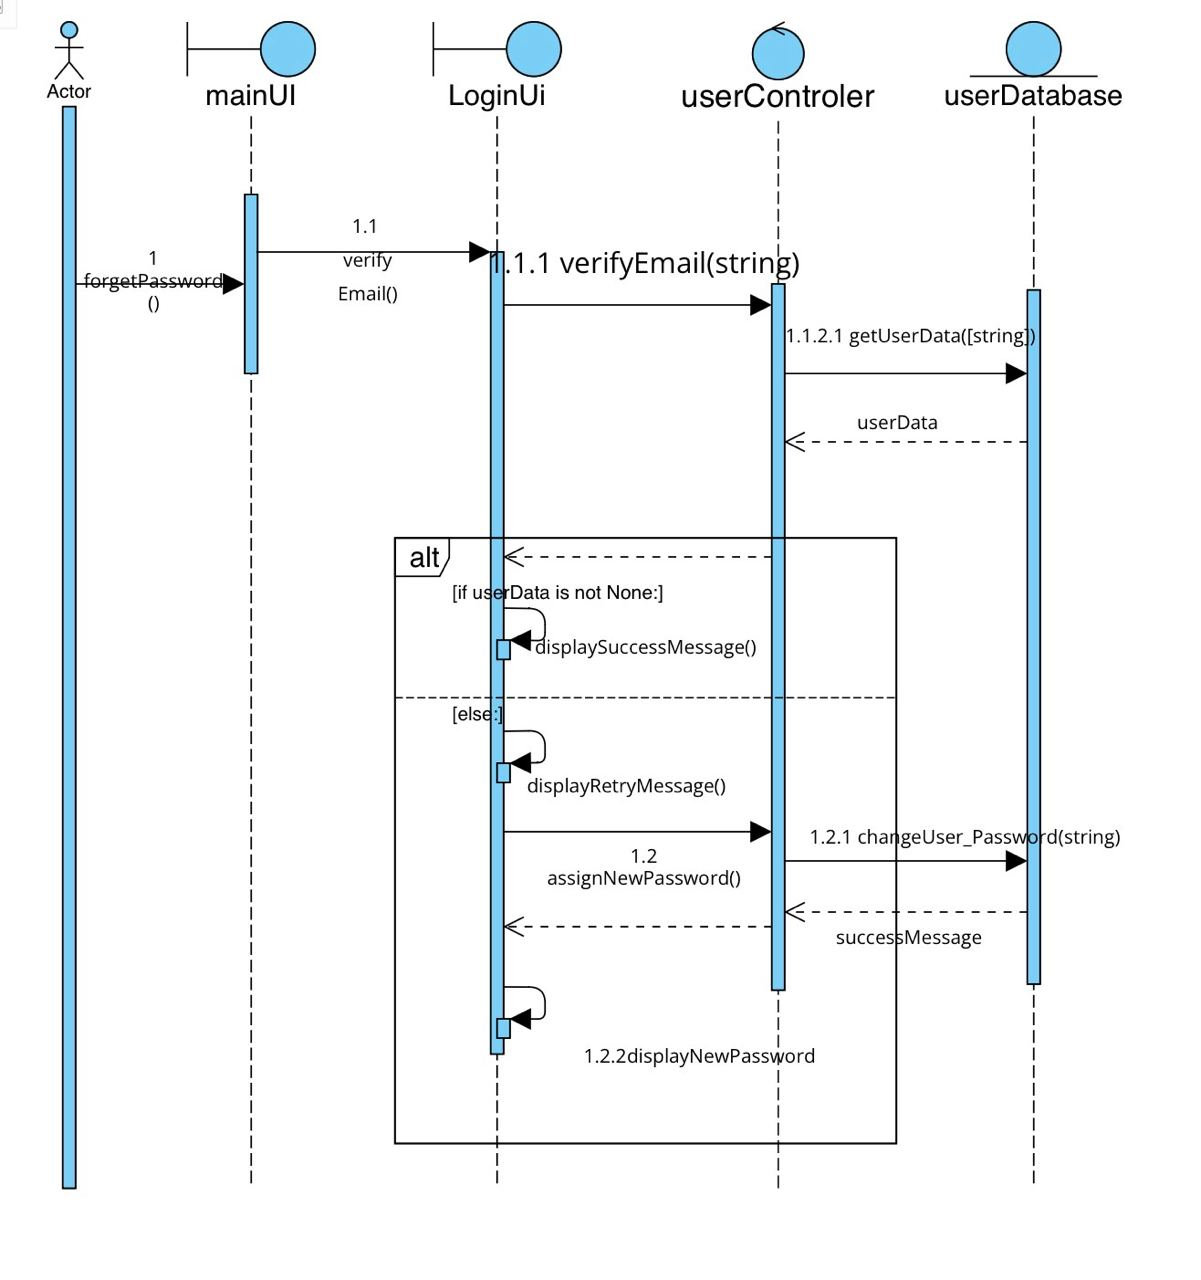 Actor
mainUI
LoginUi
userControler
userDatabase
1
forgetPassword
()
1.1
verify
Email()
1.1.1 verifyEmail(string)
1.1.2.1 getUserData([string])
userData
alt
[if userData is not None:]
displaySuccessMessage()
[else:]
displayRetryMessage()
1.2
assignNewPassword()
1.2.1 changeUser_Password(string)
successMessage
1.2.2displayNewPassword